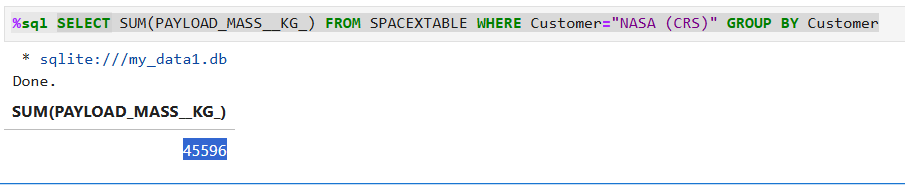 %sql SELECT SUM(PAYLOAD_MASS__KG_) FROM SPACEXTABLE WHERE Customer="NASA (CRS)" GROUP BY Customer
* sqlite:///my_data1.db
Done.
SUM(PAYLOAD_MASS__KG_)
45596